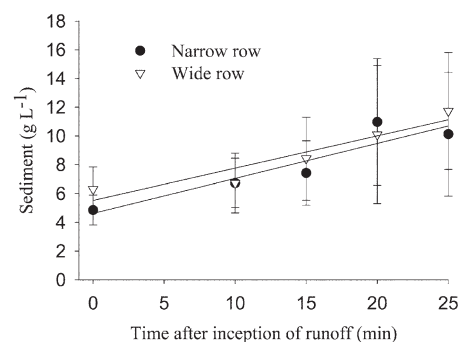 18
16
14
12
10
8
6
4
2
0
Sediment (g L⁻¹)
Narrow row
Wide row
0 5 10 15 20 25
Time after inception of runoff (min)